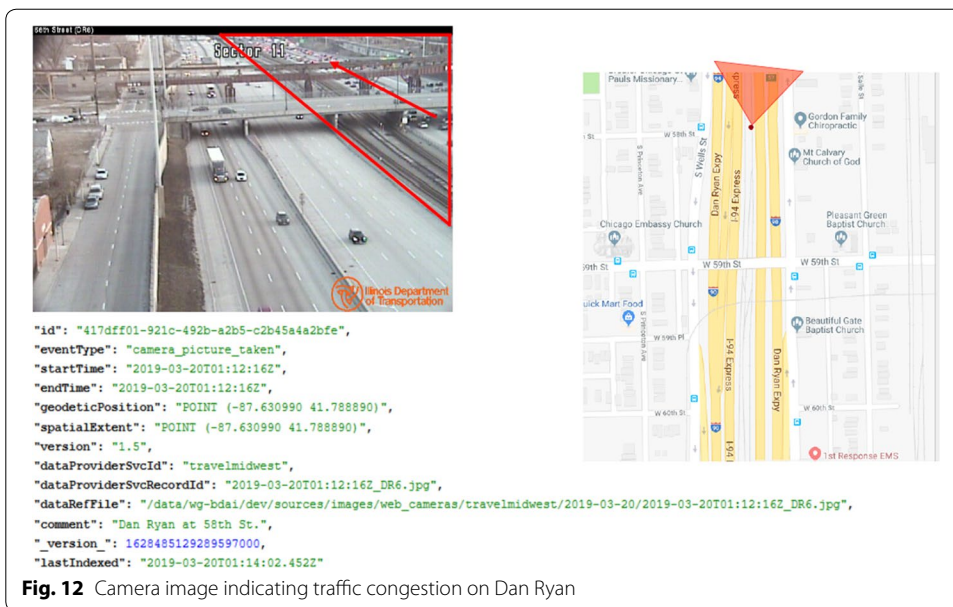 56th Street (DR6)
Sector 11
Illinois Department
of Transportation
Pauls Missionary...
Gordon Family
Chiropractic
W 58th St
S Wells St
Mt Calvary
Church of God
S Princeton Ave
Dan Ryan Expy
I-94 Express
Chicago Embassy Church
Pleasant Green
Baptist Church
59th St
W 59th St
W 59th St
uick Mart Food
Beautiful Gate
Baptist Church
W 59th Pl
S Princeton Ave
I-94 Express
Dan Ryan Expy
W 60th St
W 60th St
1st Response EMS
"id": "417dff01-921c-492b-a2b5-c2b45a4a2bfe",
"eventType": "camera_picture_taken",
"startTime": "2019-03-20T01:12:16Z",
"endTime": "2019-03-20T01:12:16Z",
"geodeticPosition": "POINT (-87.630990 41.788890)",
"spatialExtent": "POINT (-87.630990 41.788890)",
"version": "1.5",
"dataProviderSvcId": "travelmidwest",
"dataProviderSvcRecordId": "2019-03-20T01:12:16Z_DR6.jpg",
"dataRefFile": "/data/wg-bdai/dev/sources/images/web_cameras/travelmidwest/2019-03-20/2019-03-20T01:12:16Z_DR6.jpg",
"comment": "Dan Ryan at 58th St.",
"_version_": 1628485129289597000,
"lastIndexed": "2019-03-20T01:14:02.452Z"
Fig. 12 Camera image indicating traffic congestion on Dan Ryan